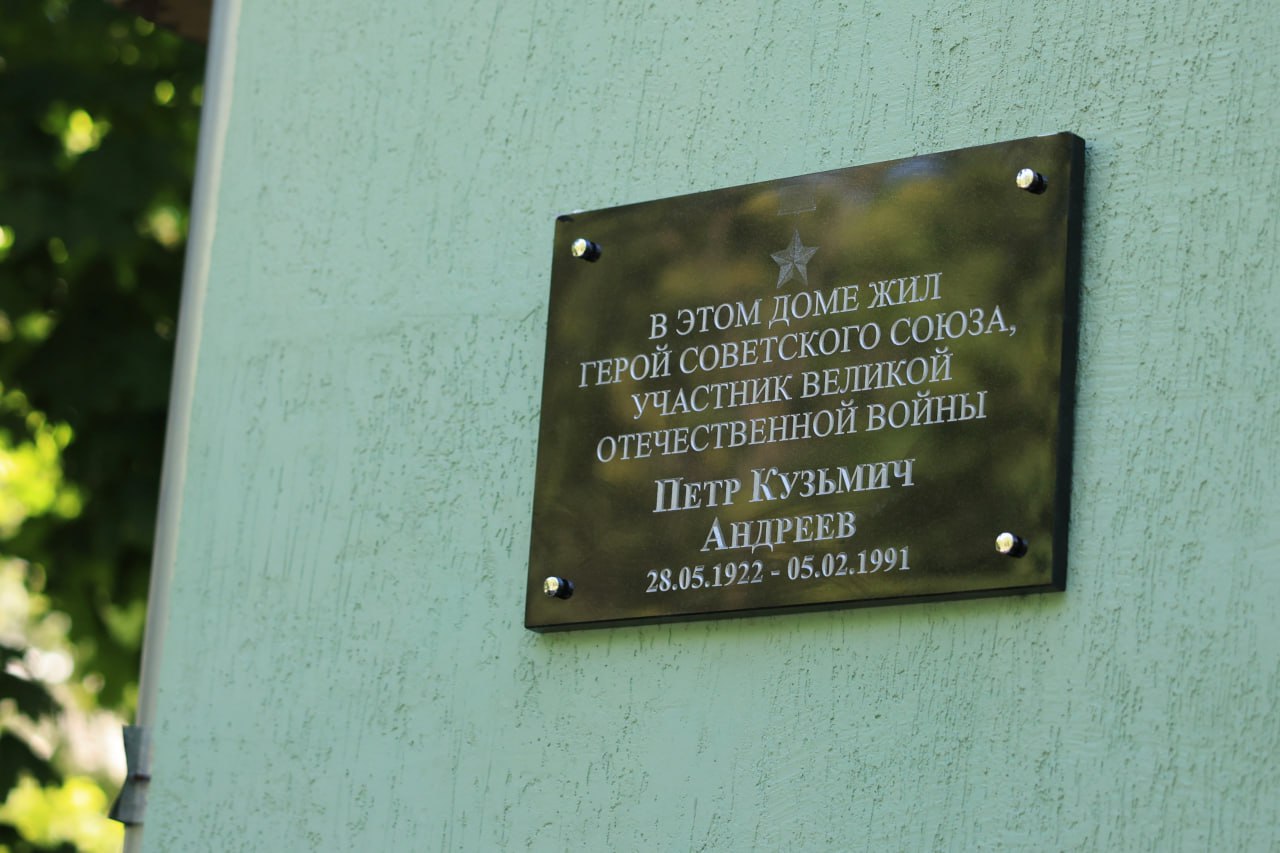 В ЭТОМ ДОМЕ ЖИЛ
ГЕРОЙ СОВЕТСКОГО СОЮЗА,
УЧАСТНИК ВЕЛИКОЙ
ОТЕЧЕСТВЕННОЙ ВОЙНЫ
ПЕТР КУЗЬМИЧ
АНДРЕЕВ
28.05.1922 - 05.02.1991